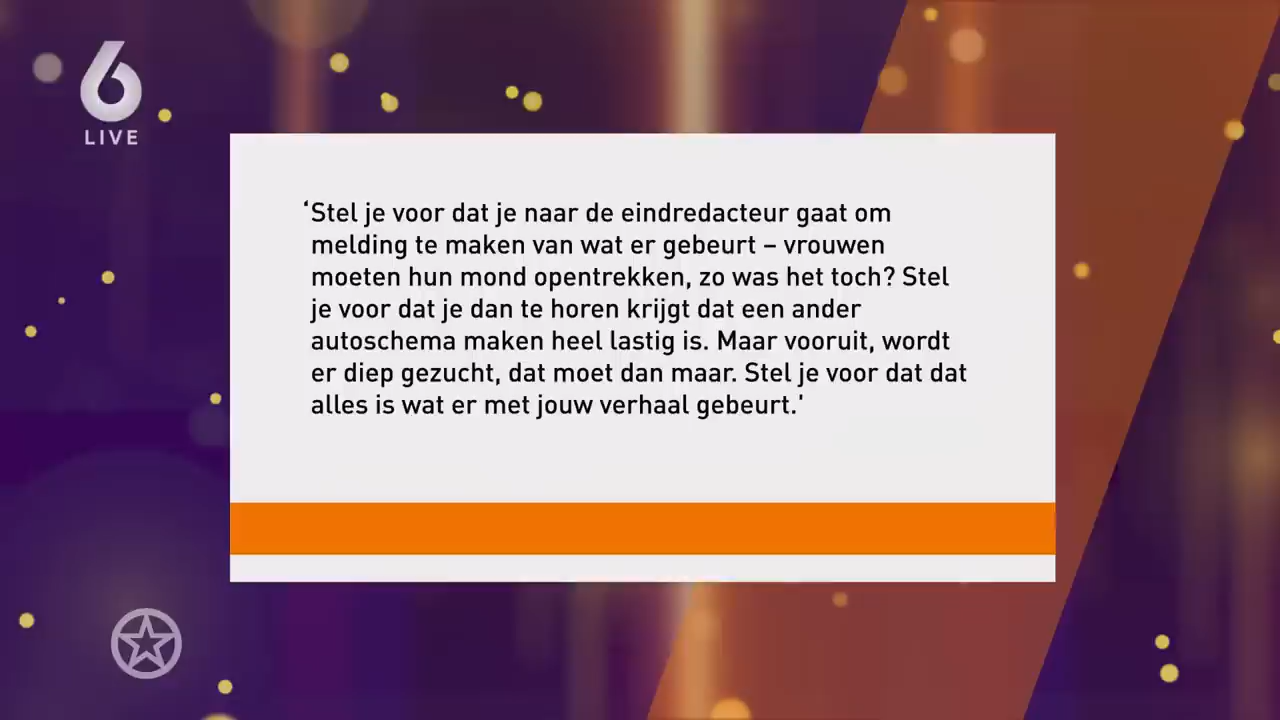 6
LIVE
‘Stel je voor dat je naar de eindredacteur gaat om
melding te maken van wat er gebeurt – vrouwen
moeten hun mond opentrekken, zo was het toch? Stel
je voor dat je dan te horen krijgt dat een ander
autoschema maken heel lastig is. Maar vooruit, wordt
er diep gezucht, dat moet dan maar. Stel je voor dat dat
alles is wat er met jouw verhaal gebeurt.’